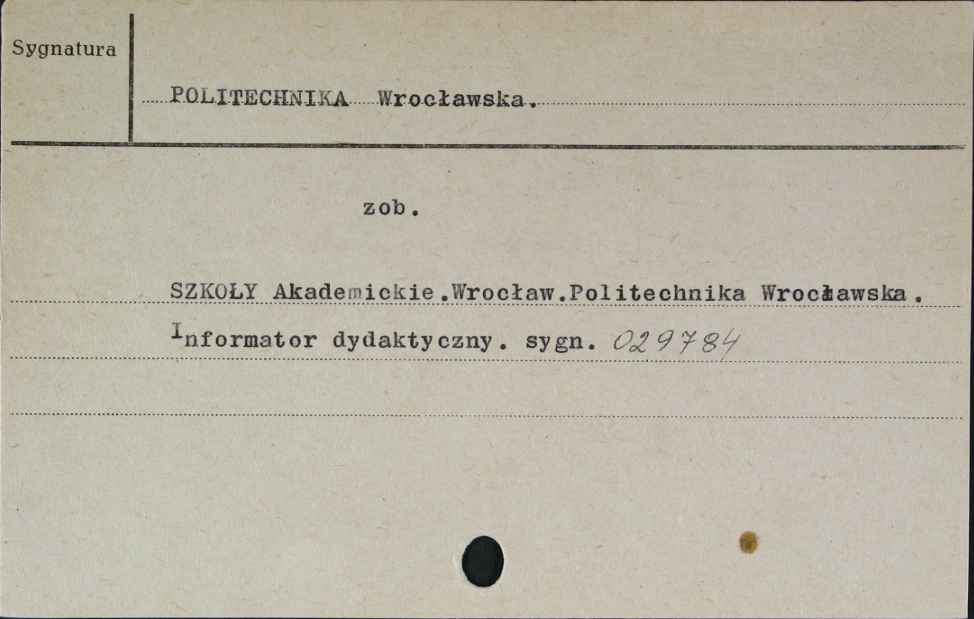 Sygnatura
POLITECHNIKA Wrocławska.
zob.
SZKOŁY Akademickie.Wrocław.Politechnika Wrocławska.
Informator dydaktyczny. sygn. 029784